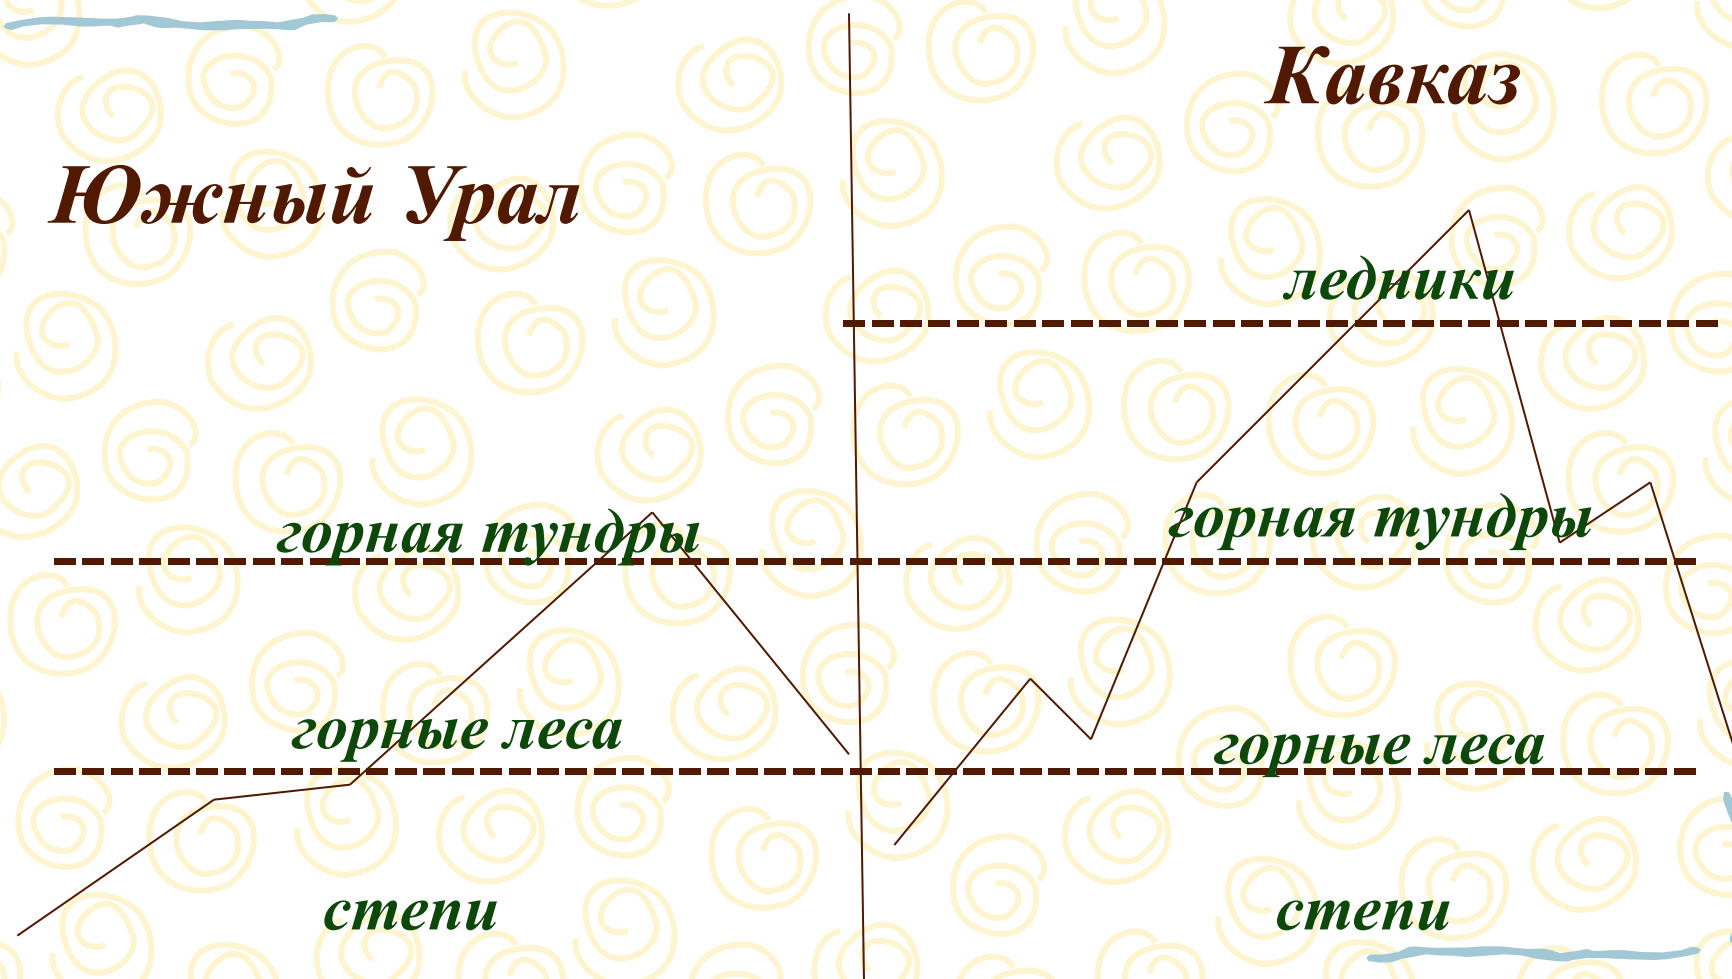 Южный Урал
горная тундры
горные леса
степи
Кавказ
ледники
горная тундры
горные леса
степи